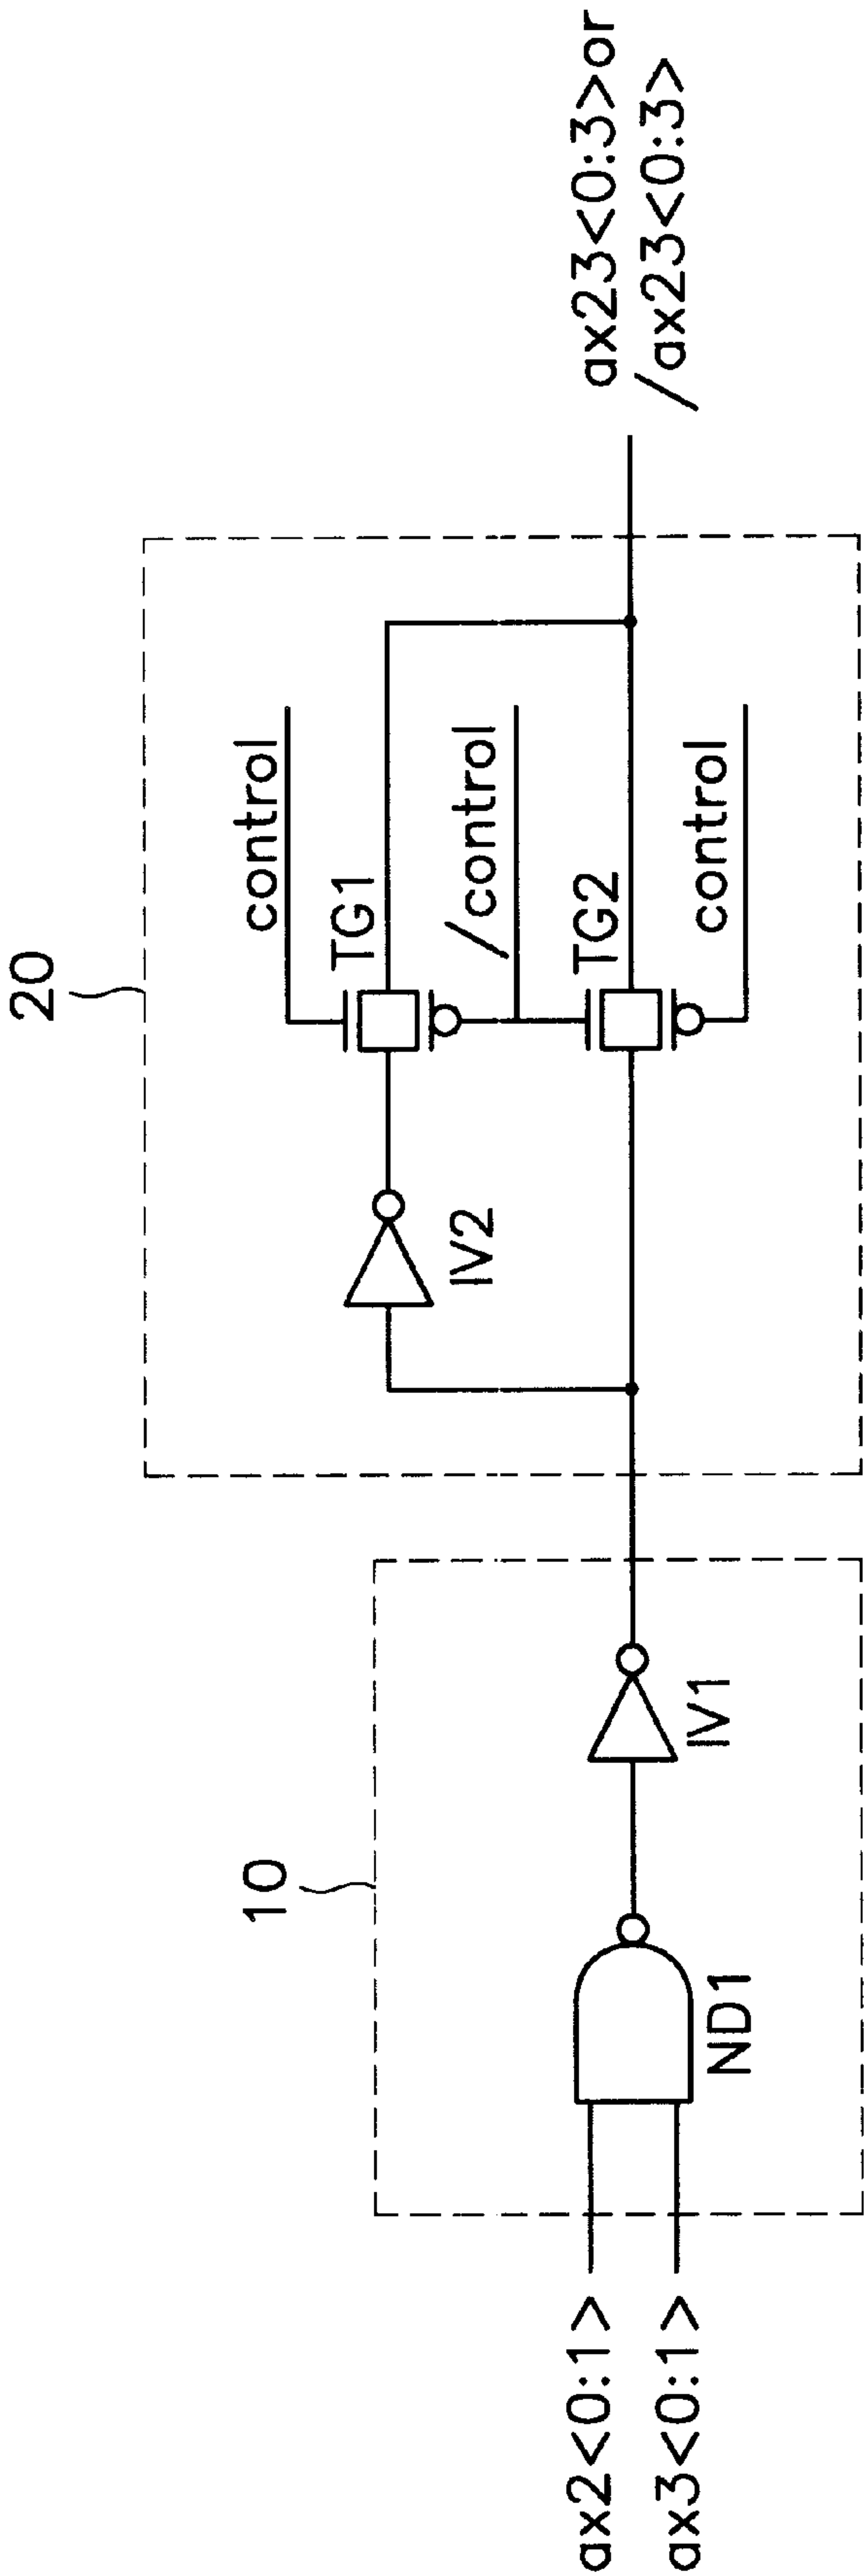 20
control
TG1
/control
IV2
TG2
control
ax23<0:3>or
/ax23<0:3>
10
IV1
ND1
ax2<0:1>
ax3<0:1>